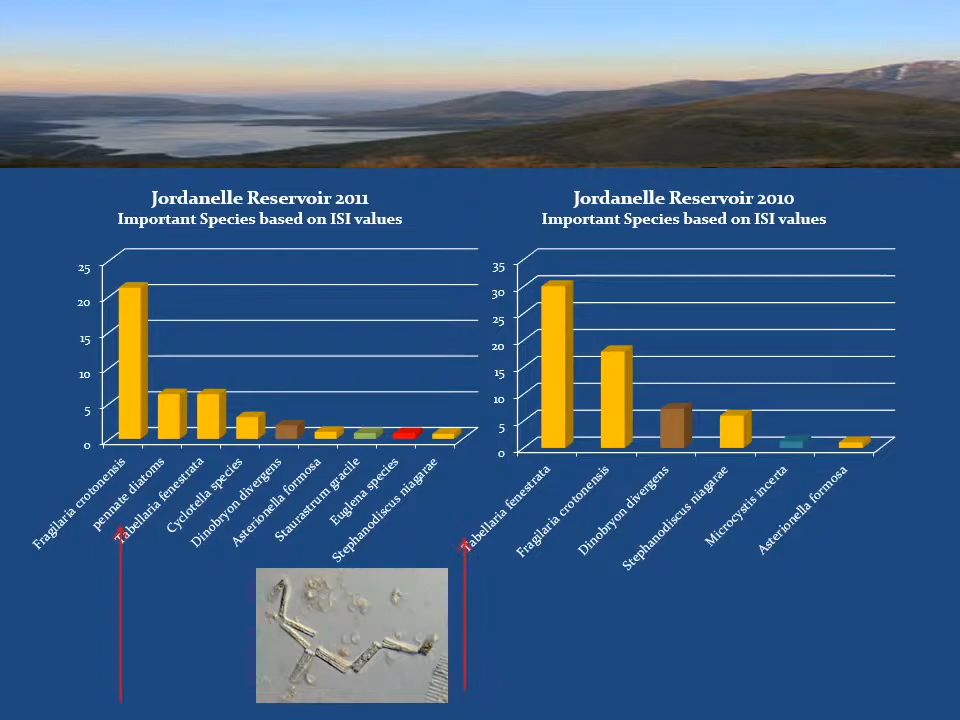 Jordanelle Reservoir 2011
Important Species based on ISI values
25
20
15
10
5
0
Fragilaria crotonensis
pennate diatoms
Tabellaria fenestrata
Cyclotella species
Dinobryon divergens
Asterionella formosa
Staurastrum gracile
Euglena species
Stephanodiscus niagarae
Jordanelle Reservoir 2010
Important Species based on ISI values
35
30
25
20
15
10
5
0
Tabellaria fenestrata
Fragilaria crotonensis
Dinobryon divergens
Stephanodiscus niagarae
Microcystis incerta
Asterionella formosa